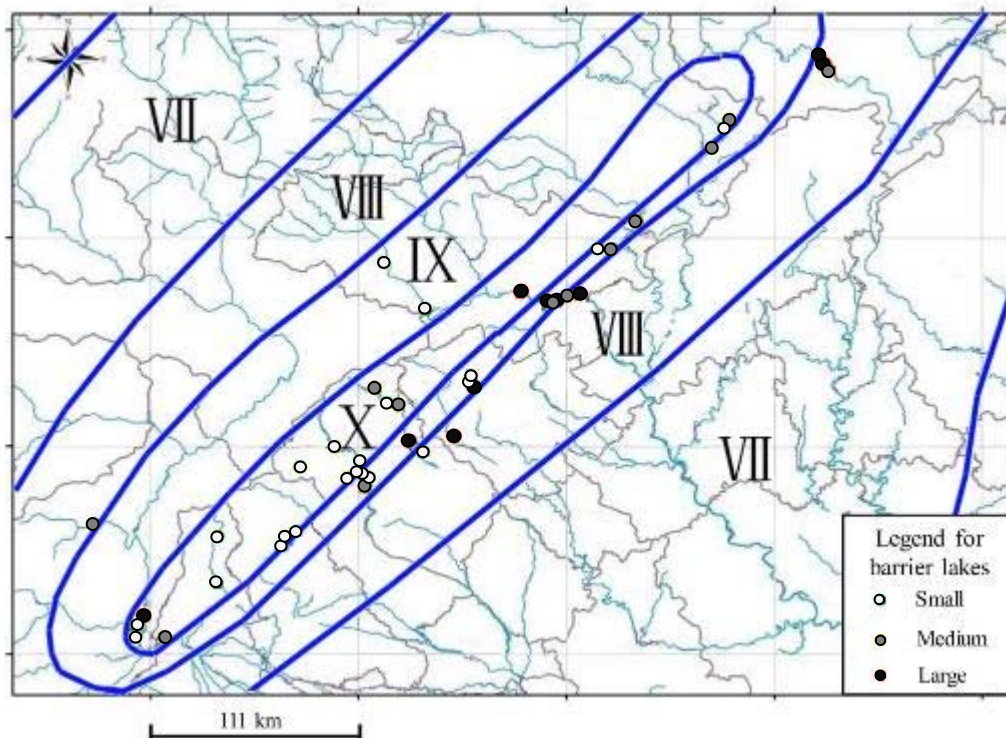 VII
VIII
IX
VIII
X
VII
Legend for
barrier lakes
Small
Medium
Large
111 km